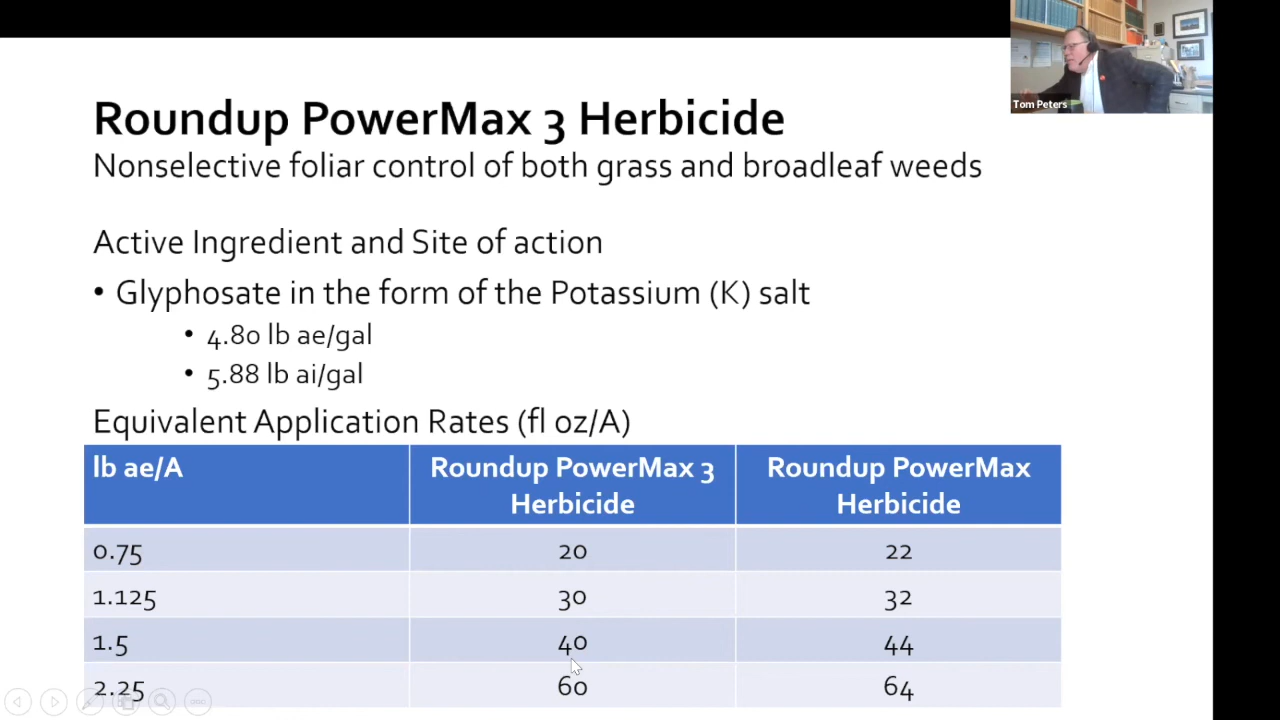 Tom Peters
Roundup PowerMax 3 Herbicide
Nonselective foliar control of both grass and broadleaf weeds
Active Ingredient and Site of action
• Glyphosate in the form of the Potassium (K) salt
• 4.80 lb ae/gal
• 5.88 lb ai/gal
Equivalent Application Rates (fl oz/A)
lb ae/A Roundup PowerMax 3 Herbicide Roundup PowerMax Herbicide
0.75 20 22
1.125 30 32
1.5 40 44
2.25 60 64